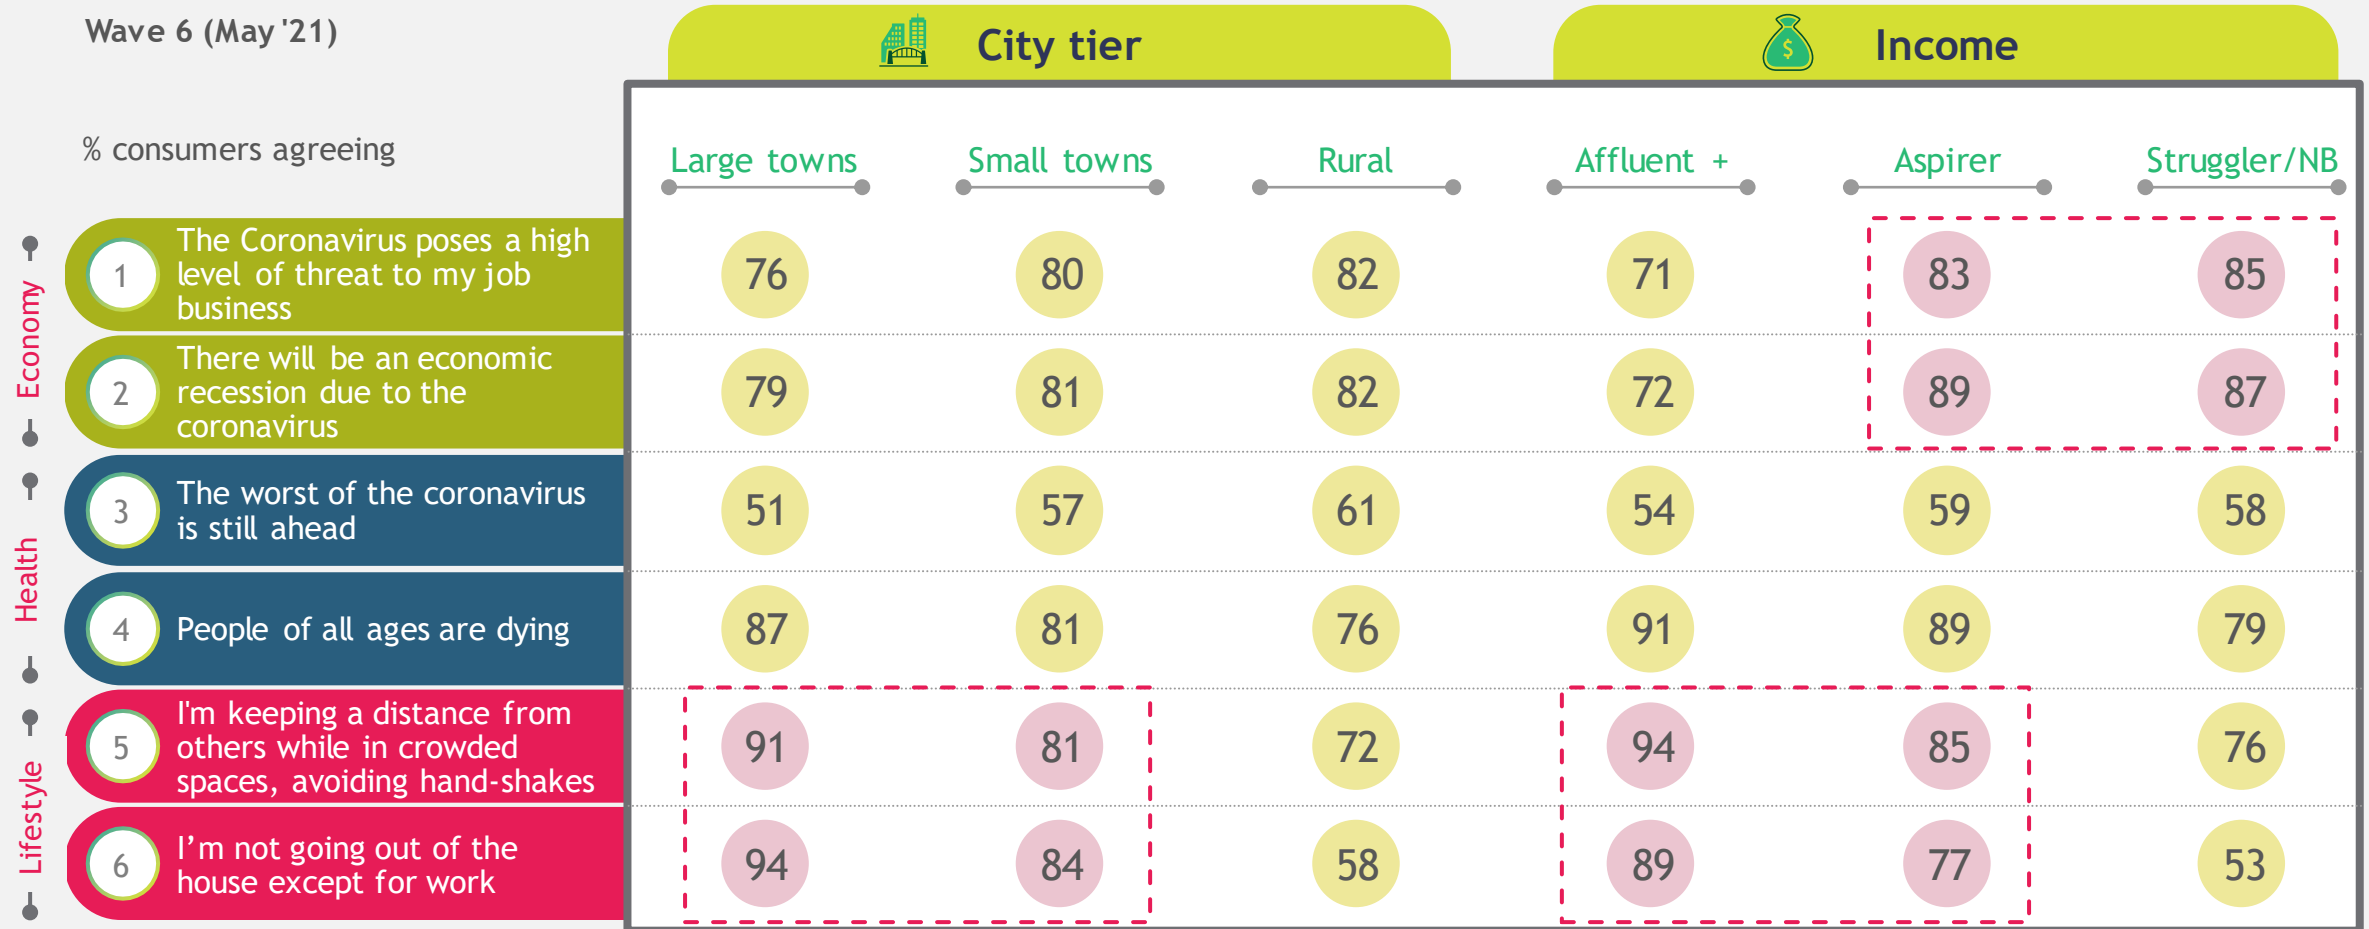 Wave 6 (May '21)
City tier
$
Income
% consumers agreeing
Large towns
Small towns
Rural
Affluent +
Aspirer
Struggler/NB
Economy
1
The Coronavirus poses a high
level of threat to my job
business
76
80
82
71
83
85
2
There will be an economic
recession due to the
coronavirus
79
81
82
72
89
87
Health
3
The worst of the coronavirus
is still ahead
51
57
61
54
59
58
4
People of all ages are dying
87
81
76
91
89
79
Lifestyle
5
I'm keeping a distance from
others while in crowded
spaces, avoiding hand-shakes
91
81
72
94
85
76
6
I’m not going out of the
house except for work
94
84
58
89
77
53